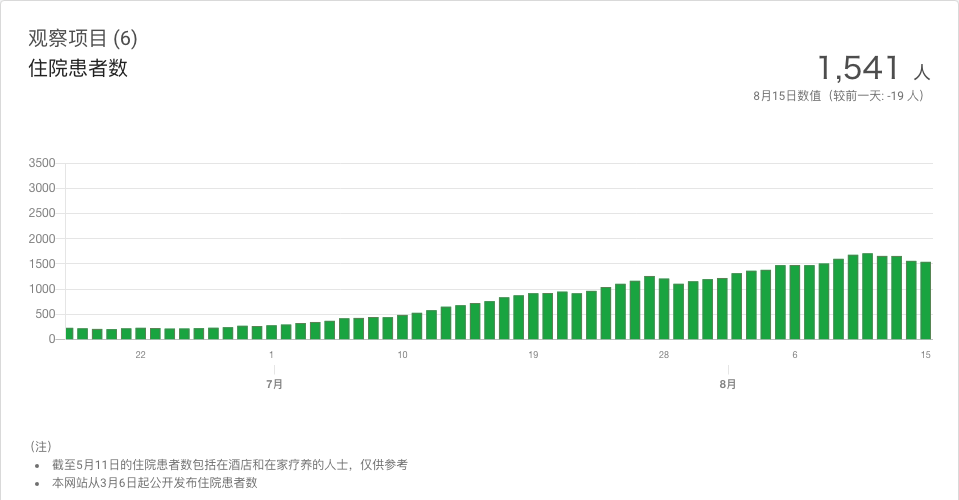 观察项目 (6)
住院患者数
1,541 人
8月15日数值（较前一天: -19 人）
3500
3000
2500
2000
1500
1000
500
0
22 1 10 19 28 6 15
7月 8月
（注）
• 截至5月11日的住院患者数包括在酒店和在家疗养的人士，仅供参考
• 本网站从3月6日起公开发布住院患者数